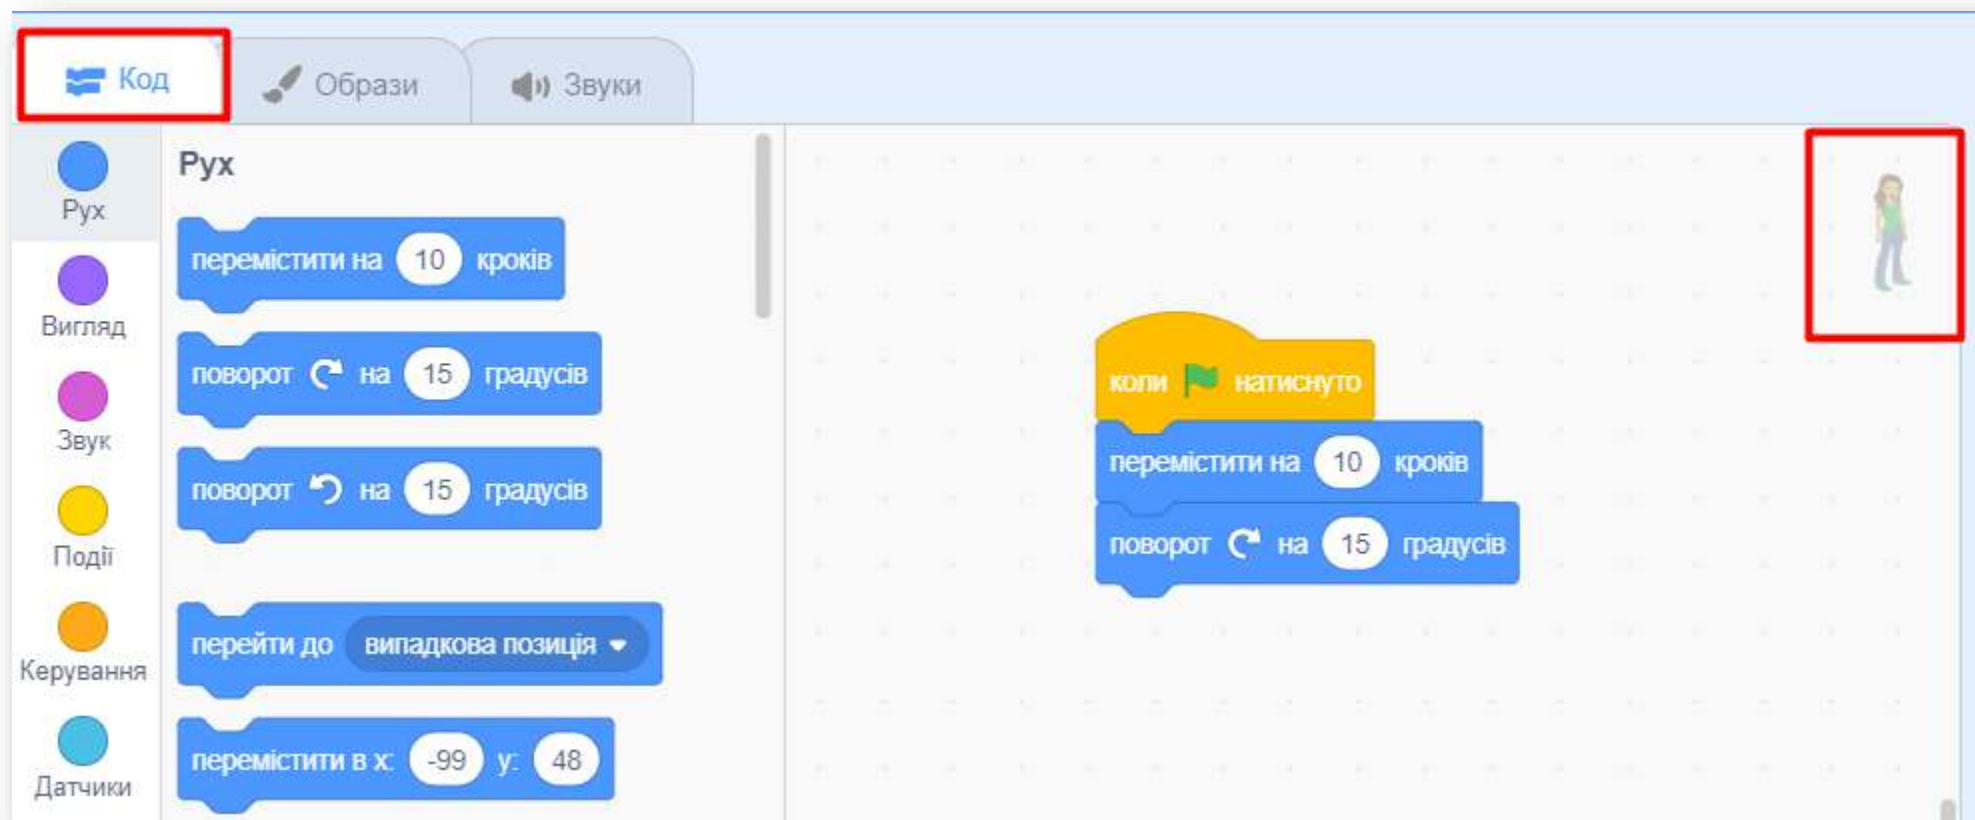 Код
Образи
Звуки
Рух
Вигляд
Звук
Події
Керування
Датчики
Рух
перемістити на 10 кроків
поворот на 15 градусів
поворот на 15 градусів
перейти до випадкова позиція
перемістити в x: -99 y: 48
коли натиснуто
перемістити на 10 кроків
поворот на 15 градусів